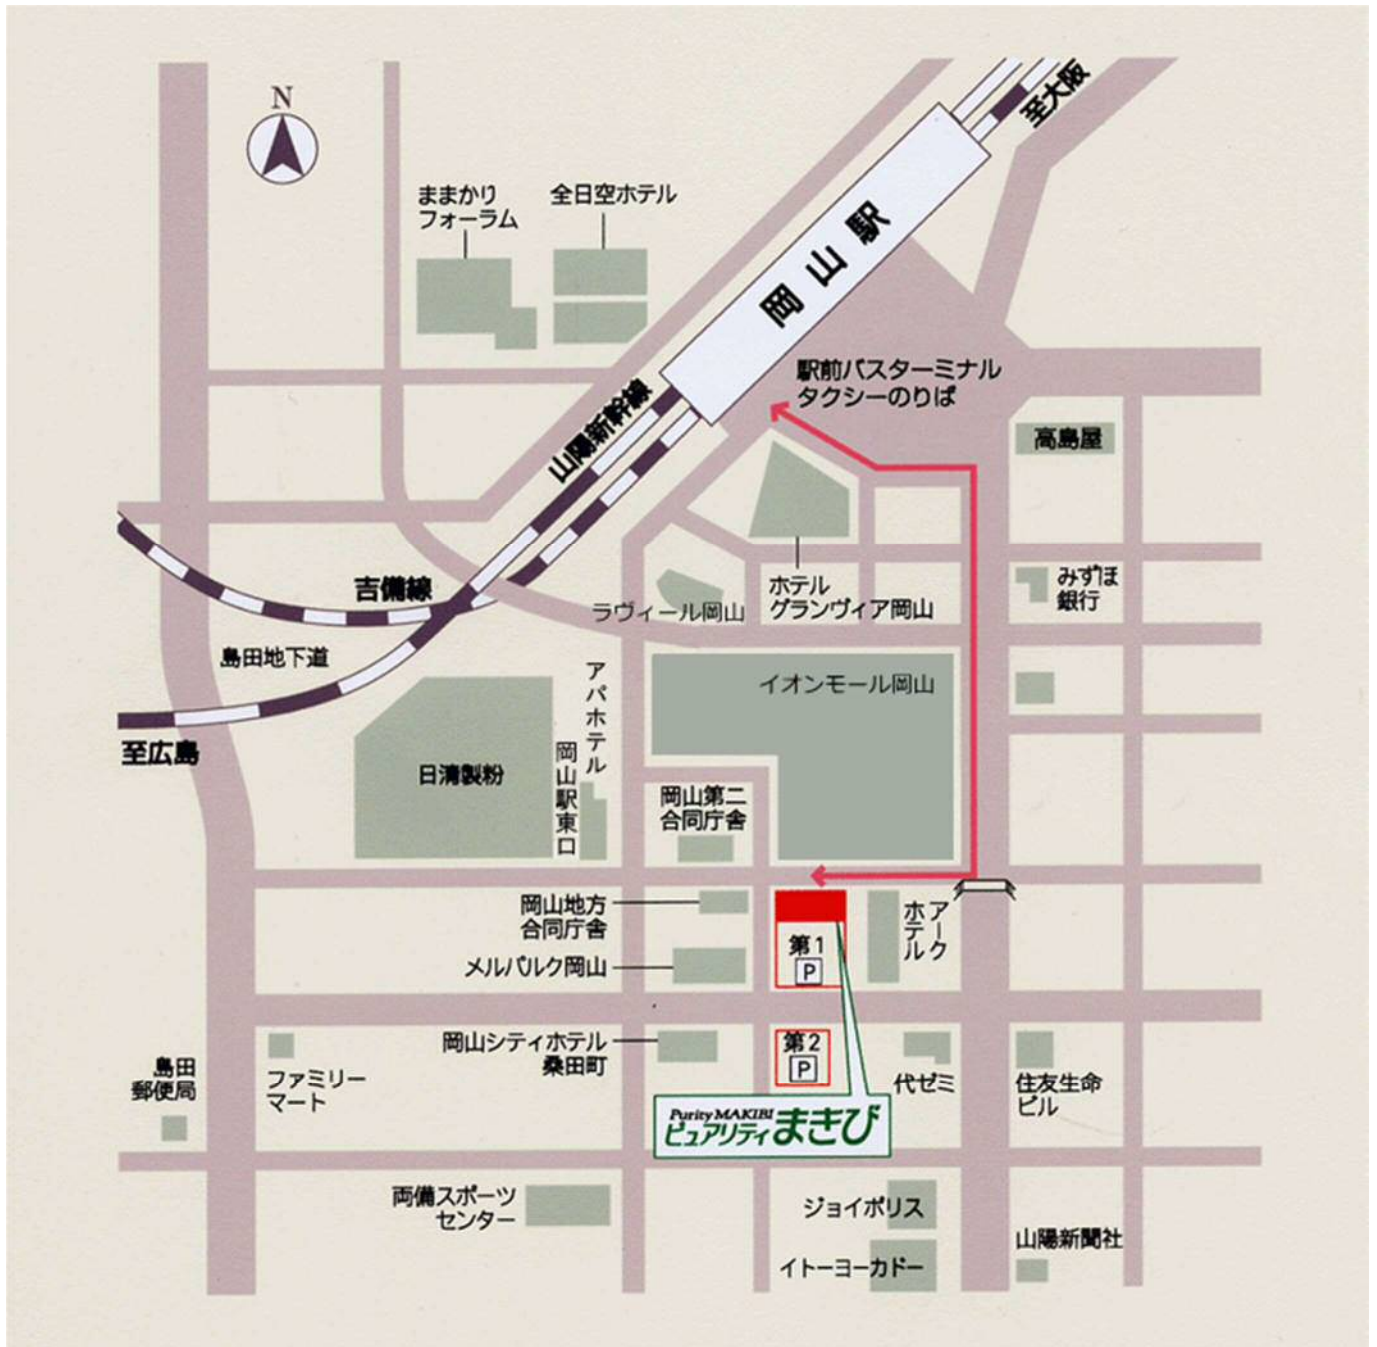 N
至大阪
ままかり
フォーラム
全日空ホテル
岡山駅
駅前バスターミナル
タクシーのりば
山陽新幹線
高島屋
吉備線
島田地下道
至広島
ホテル
グランヴィア岡山
ラヴィール岡山
みずほ
銀行
イオンモール岡山
アパホテル
岡山駅東口
日清製粉
岡山第二
合同庁舎
岡山地方
合同庁舎
メルパルク岡山
第1
P
アーク
ホテル
岡山シティホテル
桑田町
第2
P
代ゼミ
住友生命
ビル
島田
郵便局
ファミリー
マート
Purity MAKIBI
ピュアリティまきび
両備スポーツ
センター
ジョイポリス
イトーヨーカドー
山陽新聞社